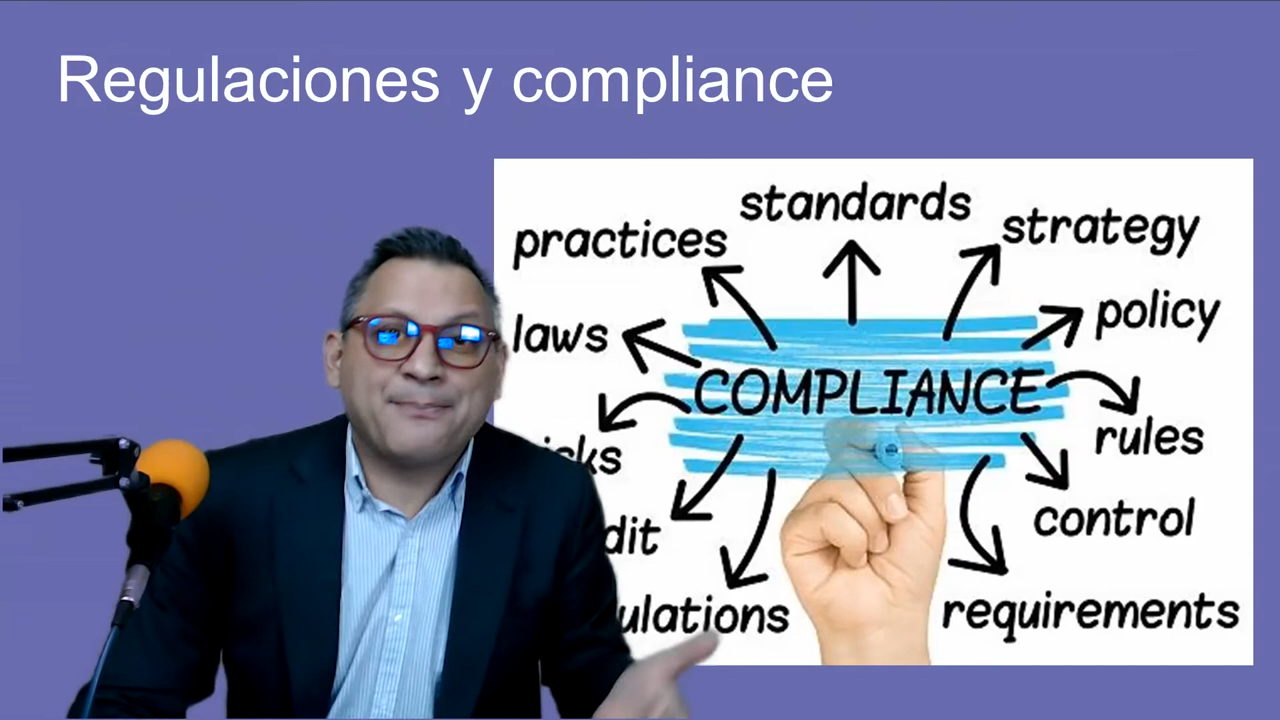 Regulaciones y compliance
standards
practices
strategy
laws
policy
COMPLIANCE
rules
control
requirements